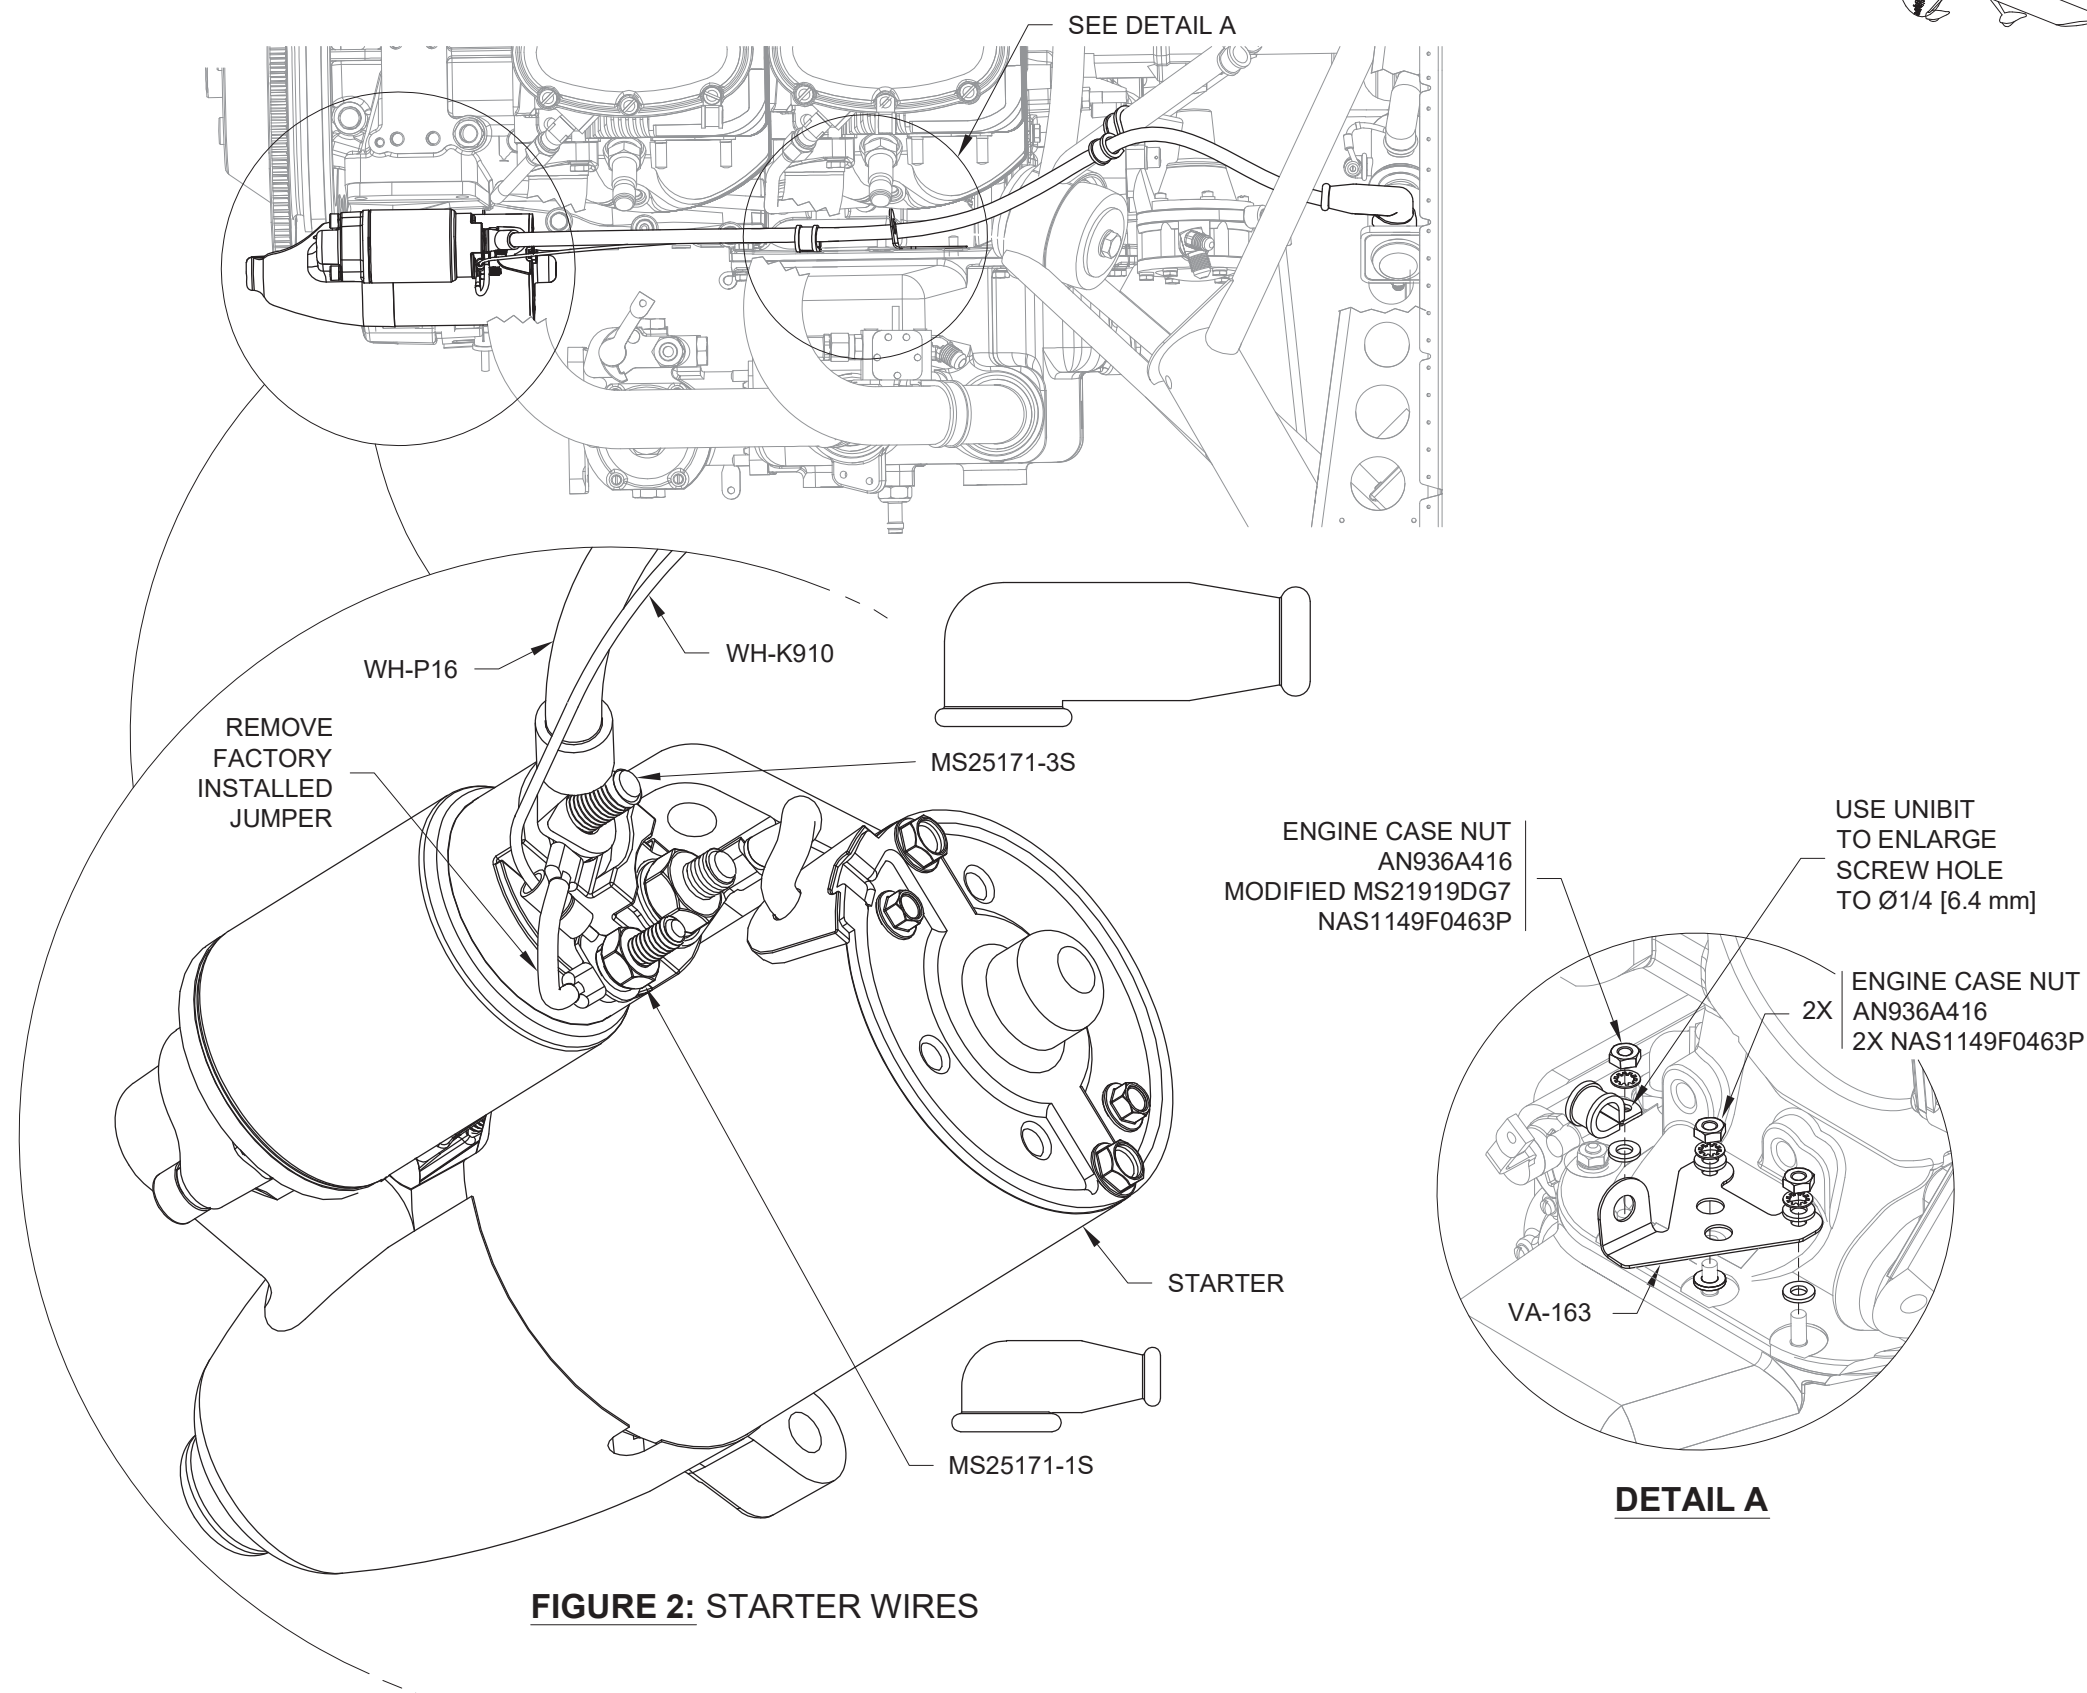 SEE DETAIL A
WH-P16
WH-K910
REMOVE
FACTORY
INSTALLED
JUMPER
MS25171-3S
ENGINE CASE NUT
AN936A416
MODIFIED MS21919DG7
NAS1149F0463P
USE UNIBIT
TO ENLARGE
SCREW HOLE
TO Ø1/4 [6.4 mm]
2X
ENGINE CASE NUT
AN936A416
2X NAS1149F0463P
STARTER
VA-163
MS25171-1S
DETAIL A
FIGURE 2: STARTER WIRES